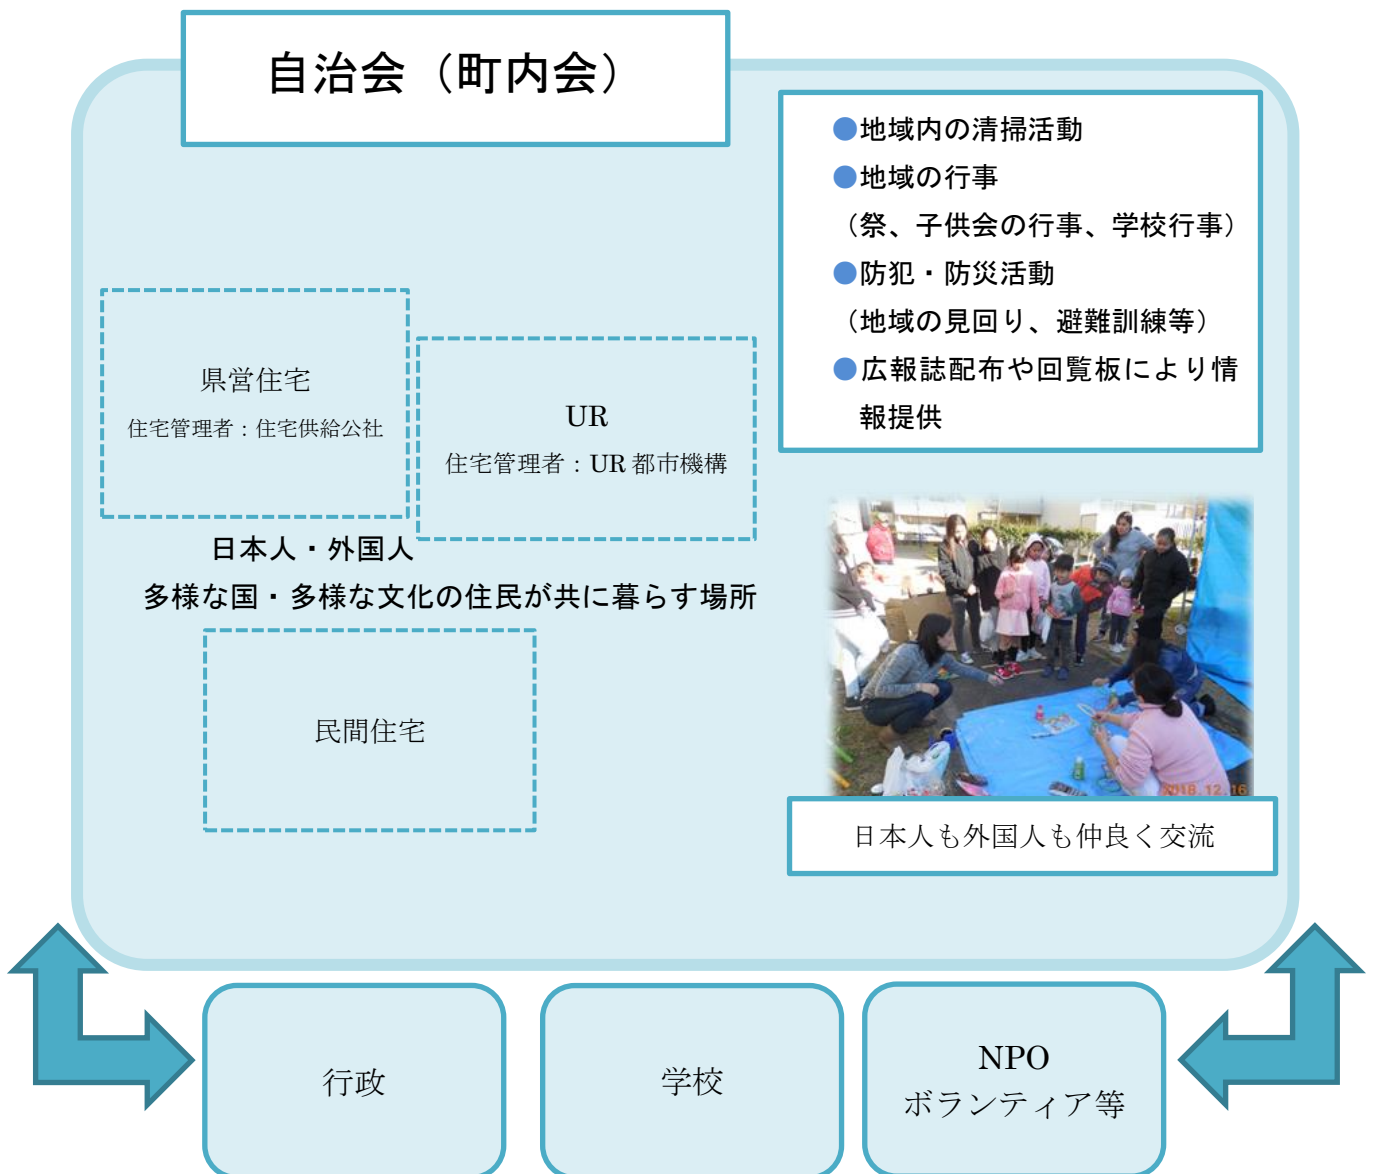 自治会（町内会）
●地域内の清掃活動
●地域の行事
（祭、子供会の行事、学校行事）
●防犯・防災活動
（地域の見回り、避難訓練等）
●広報誌配布や回覧板により情
報提供
県営住宅
住宅管理者：住宅供給公社
UR
住宅管理者：UR 都市機構
日本人・外国人
多様な国・多様な文化の住民が共に暮らす場所
民間住宅
2018.12.16
日本人も外国人も仲良く交流
行政
学校
NPO
ボランティア等